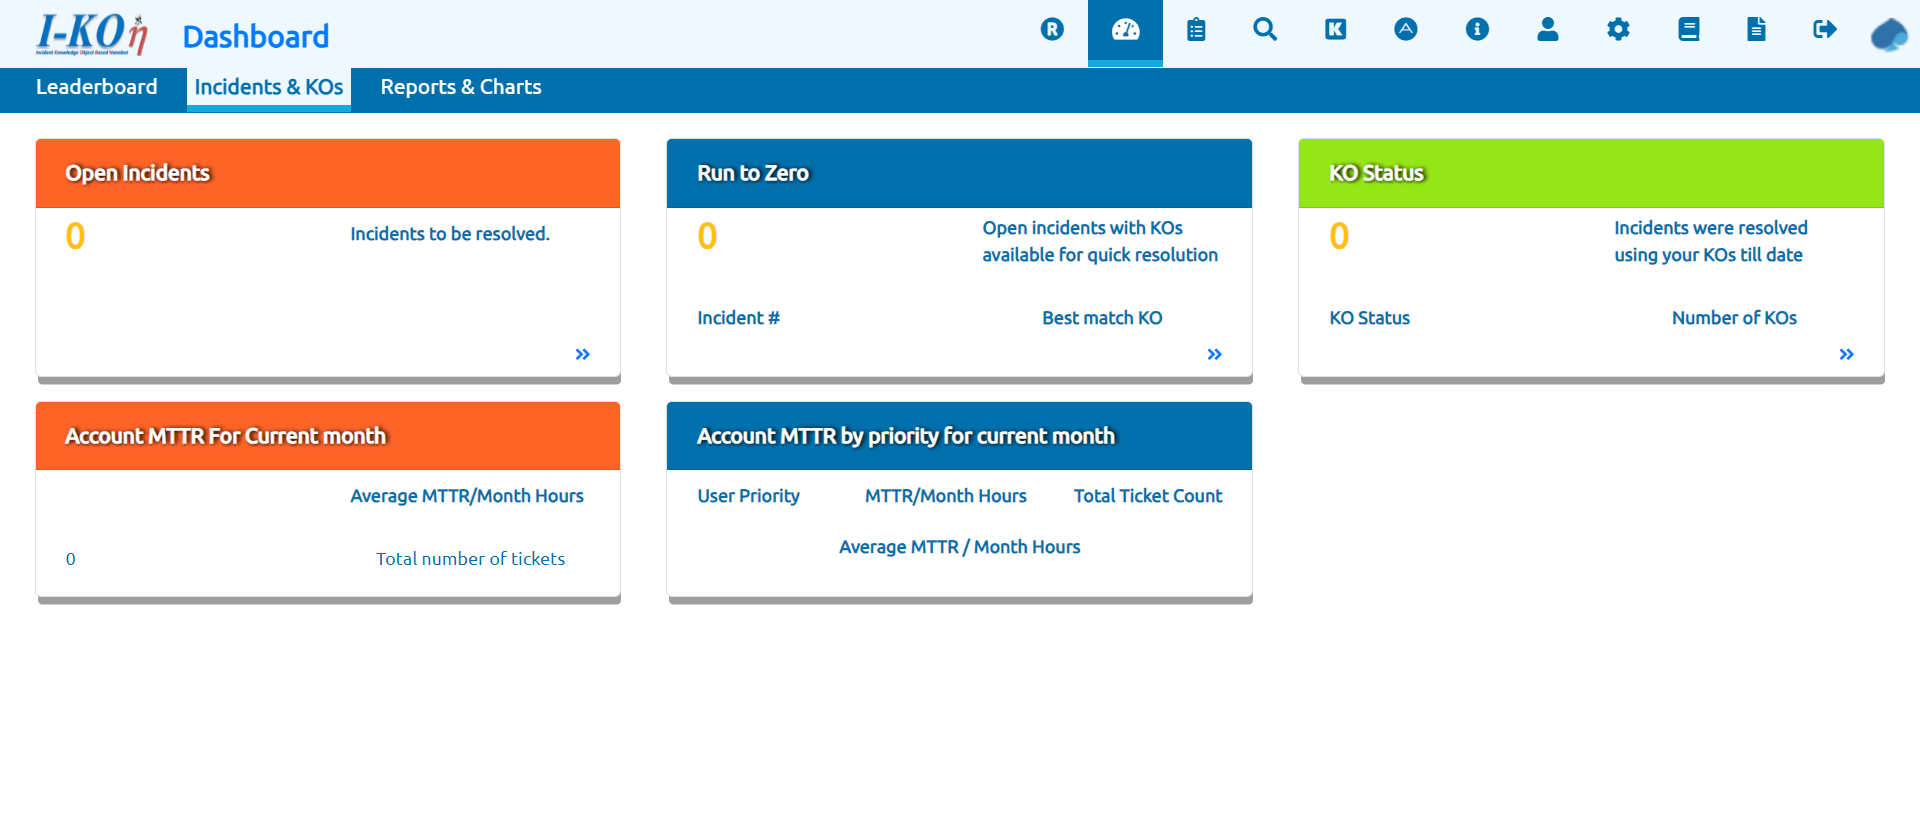 I-KOη
Incident Knowledge Object Based Nanobot
Dashboard
Leaderboard
Incidents & KOs
Reports & Charts
Open Incidents
0
Incidents to be resolved.
Run to Zero
0
Open incidents with KOs
available for quick resolution
Incident #
Best match KO
KO Status
0
Incidents were resolved
using your KOs till date
KO Status
Number of KOs
Account MTTR For Current month
Average MTTR/Month Hours
0
Total number of tickets
Account MTTR by priority for current month
User Priority
MTTR/Month Hours
Total Ticket Count
Average MTTR / Month Hours